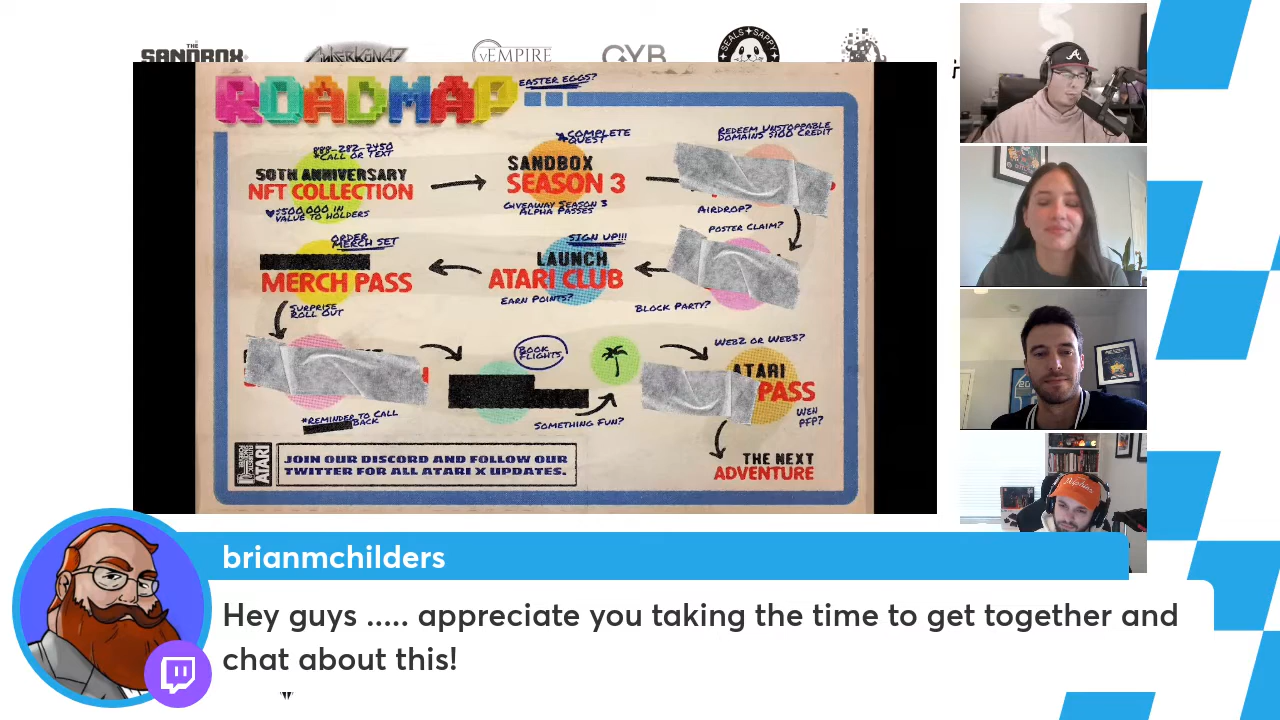 THE
SANDBOX
VEMPIRE
CYB
SEALS SAPPY
ROADMAP
EASTER EGGS?
888-282-7450
*CALL OR TEXT
50TH ANNIVERSARY
NFT COLLECTION
$500,000 IN
VALUE TO HOLDERS
COMPLETE
QUEST
SANDBOX
SEASON 3
GIVEAWAY SEASON 3
ALPHA PASSES
REDEEM UNSTOPPABLE
DOMAINS $100 CREDIT
AIRDROP?
POSTER CLAIM?
SIGN UP!!!
LAUNCH
ATARI CLUB
EARN POINTS?
BLOCK PARTY?
ORDER
MERCH SET
MERCH PASS
SURPRISE
ROLL OUT
*REMINDER TO CALL
BACK
BOOK
FLIGHTS
SOMETHING FUN?
WEB2 OR WEB3?
ATARI
PASS
WEN
PFP?
THE NEXT
ADVENTURE
ATARI
JOIN OUR DISCORD AND FOLLOW OUR
TWITTER FOR ALL ATARI X UPDATES.
brianmchilders
Hey guys ..... appreciate you taking the time to get together and
chat about this!